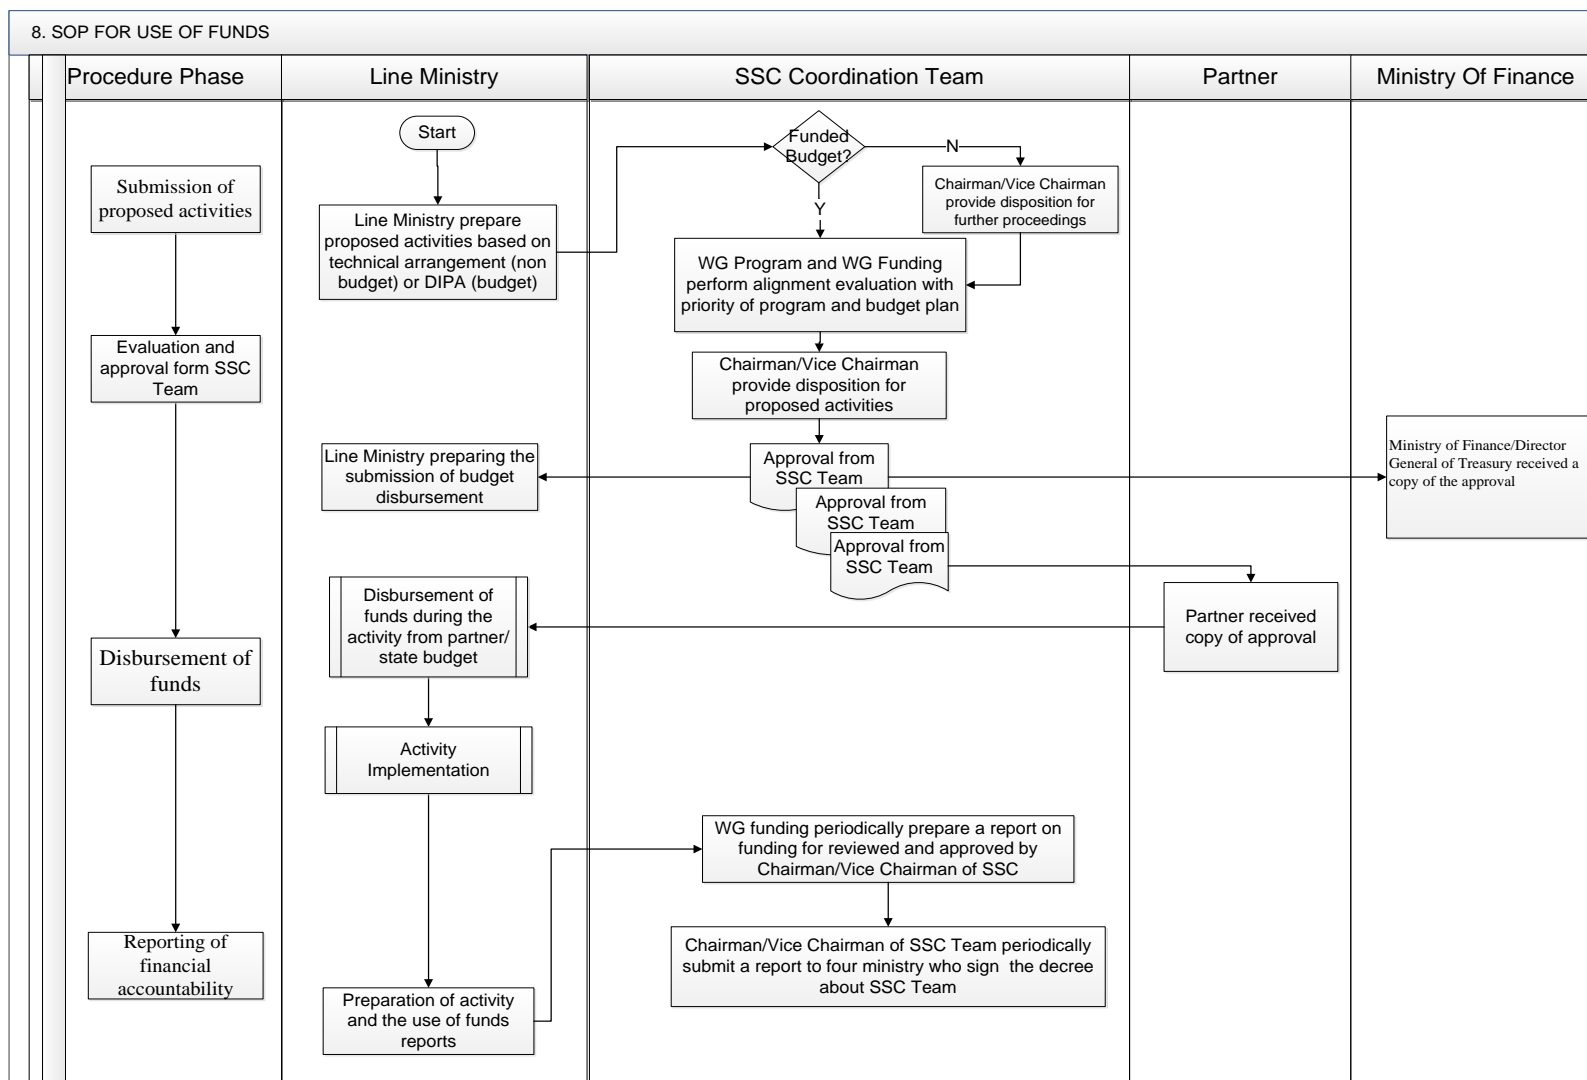 8. SOP FOR USE OF FUNDS
Procedure Phase
Line Ministry
SSC Coordination Team
Partner
Ministry Of Finance
Start
Funded
Budget?
N
Y
Submission of
proposed activities
Line Ministry prepare
proposed activities based on
technical arrangement (non
budget) or DIPA (budget)
Chairman/Vice Chairman
provide disposition for
further proceedings
WG Program and WG Funding
perform alignment evaluation with
priority of program and budget plan
Evaluation and
approval form SSC
Team
Chairman/Vice Chairman
provide disposition for
proposed activities
Line Ministry preparing the
submission of budget
disbursement
Approval from
SSC Team
Approval from
SSC Team
Approval from
SSC Team
Ministry of Finance/Director
General of Treasury received a
copy of the approval
Disbursement of
funds during the
activity from partner/
state budget
Partner received
copy of approval
Disbursement of
funds
Activity
Implementation
WG funding periodically prepare a report on
funding for reviewed and approved by
Chairman/Vice Chairman of SSC
Reporting of
financial
accountability
Chairman/Vice Chairman of SSC Team periodically
submit a report to four ministry who sign  the decree
about SSC Team
Preparation of activity
and the use of funds
reports